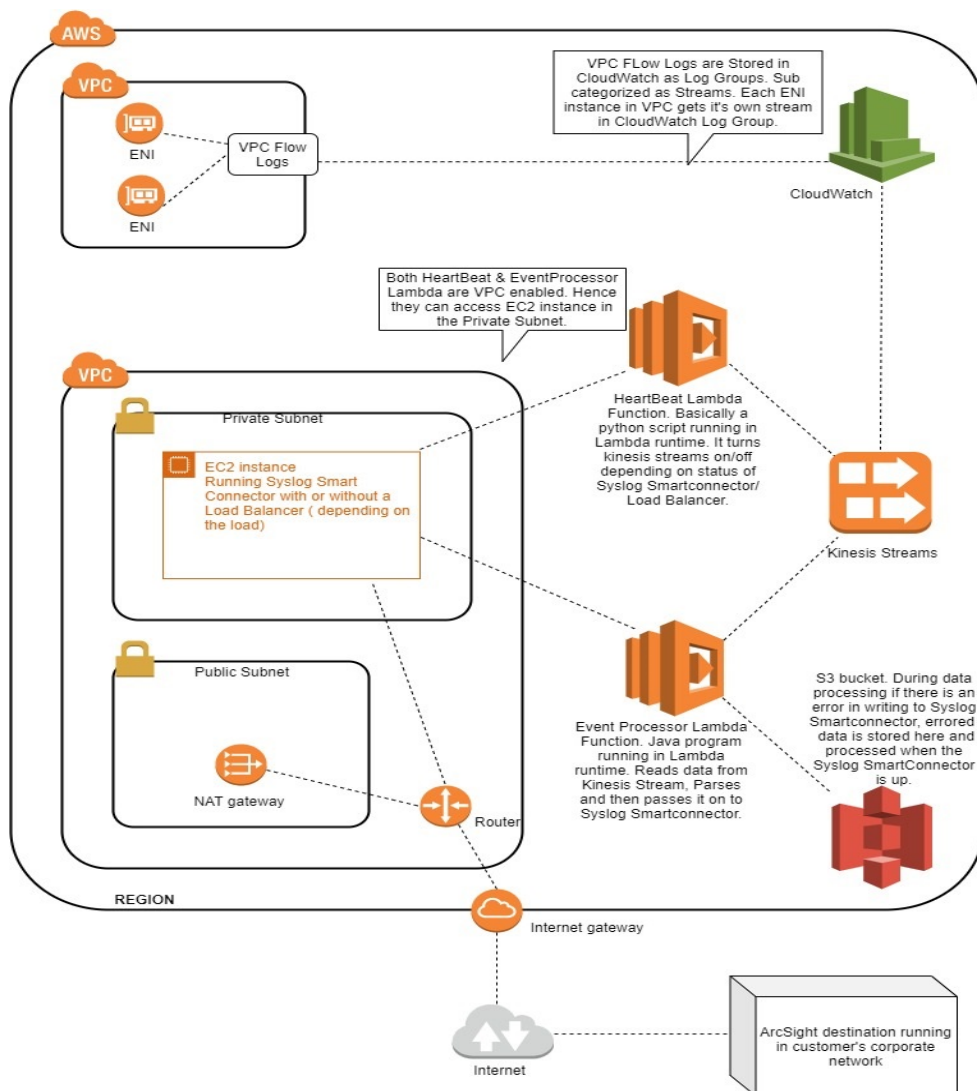 AWS
VPC
ENI
ENI
VPC Flow
Logs
VPC FLow Logs are Stored in
CloudWatch as Log Groups. Sub
categorized as Streams. Each ENI
instance in VPC gets it's own stream
in CloudWatch Log Group.
CloudWatch
Both HeartBeat & EventProcessor
Lambda are VPC enabled. Hence
they can access EC2 instance in
the Private Subnet.
VPC
Private Subnet
EC2 instance
Running Syslog Smart
Connector with or without a
Load Balancer ( depending on
the load)
HeartBeat Lambda
Function. Basically a
python script running in
Lambda runtime. It turns
kinesis streams on/off
depending on status of
Syslog Smartconnector/
Load Balancer.
Kinesis Streams
Public Subnet
NAT gateway
Router
Event Processor Lambda
Function. Java program
running in Lambda
runtime. Reads data from
Kinesis Stream, Parses
and then passes it on to
Syslog Smartconnector.
S3 bucket. During data
processing if there is an
error in writing to Syslog
Smartconnector, errored
data is stored here and
processed when the
Syslog SmartConnector
is up.
REGION
Internet gateway
Internet
ArcSight destination running
in customer's corporate
network